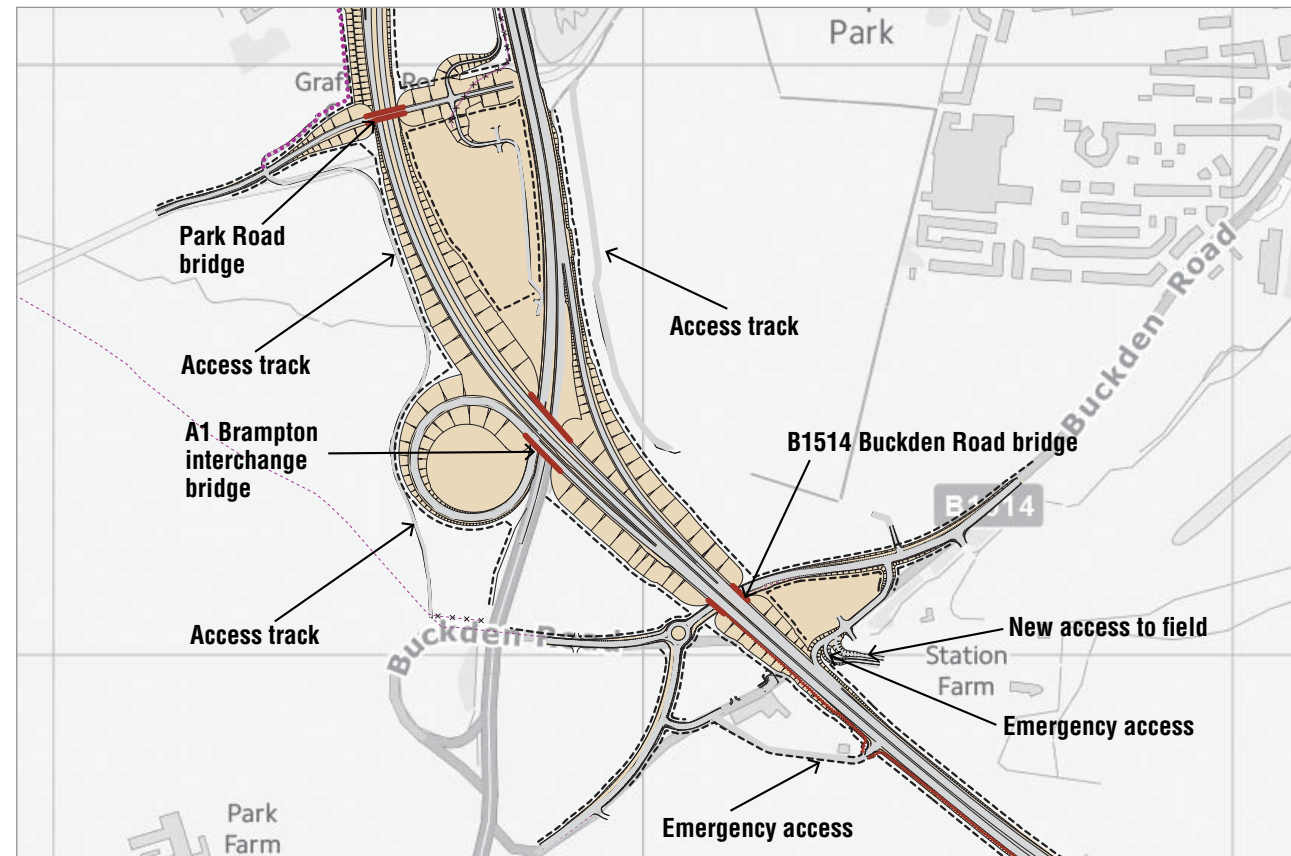 Park
Graf
Ro
Park Road
bridge
Access track
Access track
Buckden Road
A1 Brampton
interchange
bridge
B1514 Buckden Road bridge
B1514
Access track
Buckden Road
New access to field
Station
Farm
Emergency access
Park
Farm
Emergency access